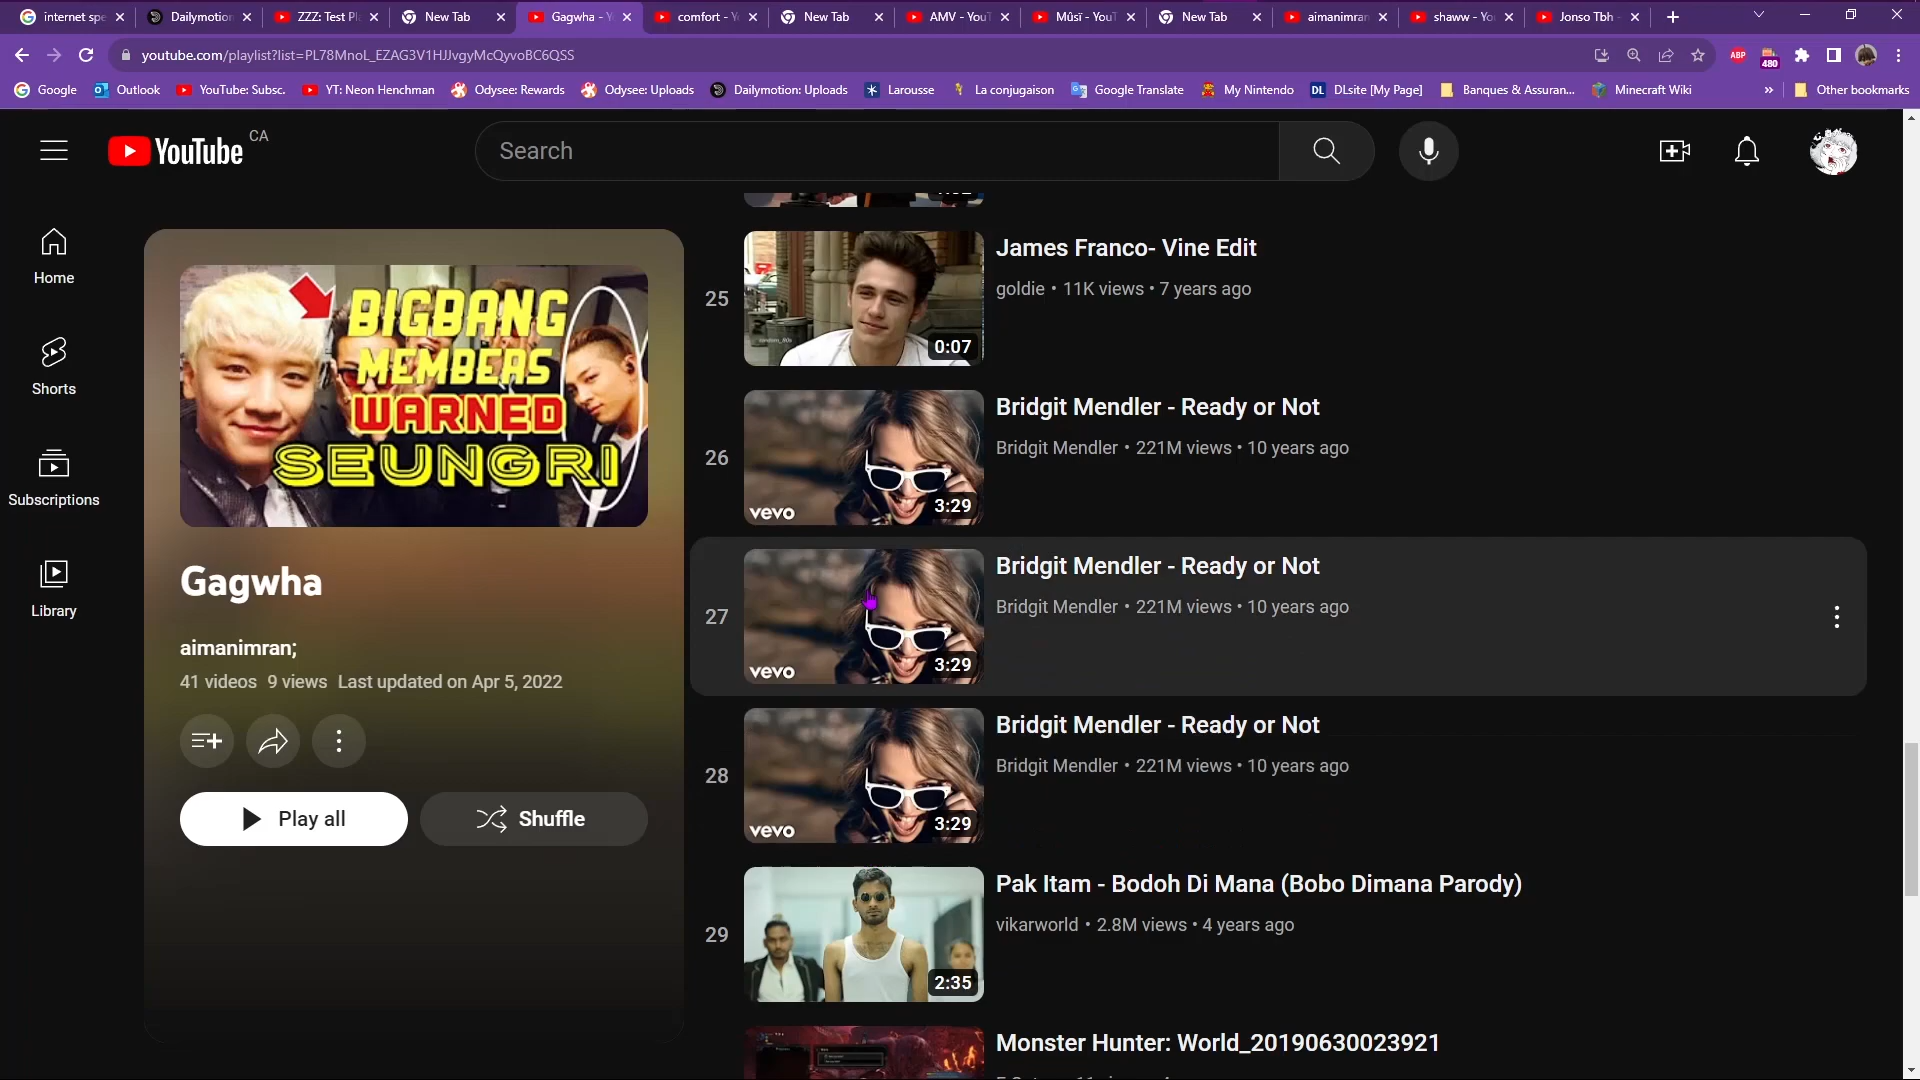 internet spe
Dailymotion
ZZZ: Test Pl
New Tab
Gagwha - Y
comfort - Y
New Tab
AMV - YouT
Mûsï - YouT
New Tab
aimanimran
shaww - Yo
Jonso Tbh -
youtube.com/playlist?list=PL78MnoL_EZAG3V1HJJvgyMcQyvoBC6QSS
ABP
480
Google
Outlook
YouTube: Subsc.
YT: Neon Henchman
Odysee: Rewards
Odysee: Uploads
Dailymotion: Uploads
Larousse
La conjugaison
Google Translate
My Nintendo
DL DLsite [My Page]
Banques & Assuran...
Minecraft Wiki
»
Other bookmarks
YouTube CA
Search
Home
Shorts
Subscriptions
Library
BIGBANG
MEMBERS
WARNED
SEUNGRI
Gagwha
aimanimran;
41 videos 9 views Last updated on Apr 5, 2022
Play all
Shuffle
25
0:07
James Franco- Vine Edit
goldie • 11K views • 7 years ago
26
vevo
3:29
Bridgit Mendler - Ready or Not
Bridgit Mendler • 221M views • 10 years ago
27
vevo
3:29
Bridgit Mendler - Ready or Not
Bridgit Mendler • 221M views • 10 years ago
28
vevo
3:29
Bridgit Mendler - Ready or Not
Bridgit Mendler • 221M views • 10 years ago
29
2:35
Pak Itam - Bodoh Di Mana (Bobo Dimana Parody)
vikarworld • 2.8M views • 4 years ago
Monster Hunter: World_20190630023921